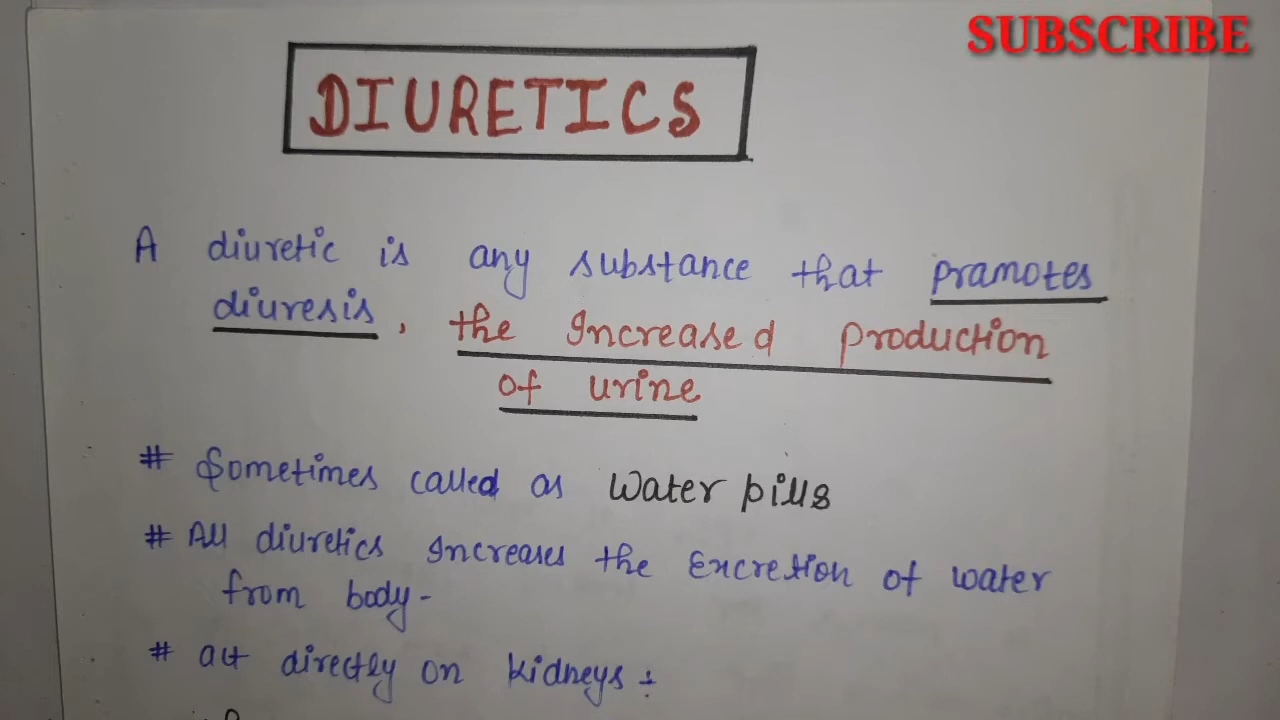 SUBSCRIBE
DIURETICS
A diuretic is any substance that pramotes
diuresis, the Increased production
of urine
# Sometimes called as Water pills
# All diuretics Increases the Excretion of water
from body-
# act directly on kidneys :